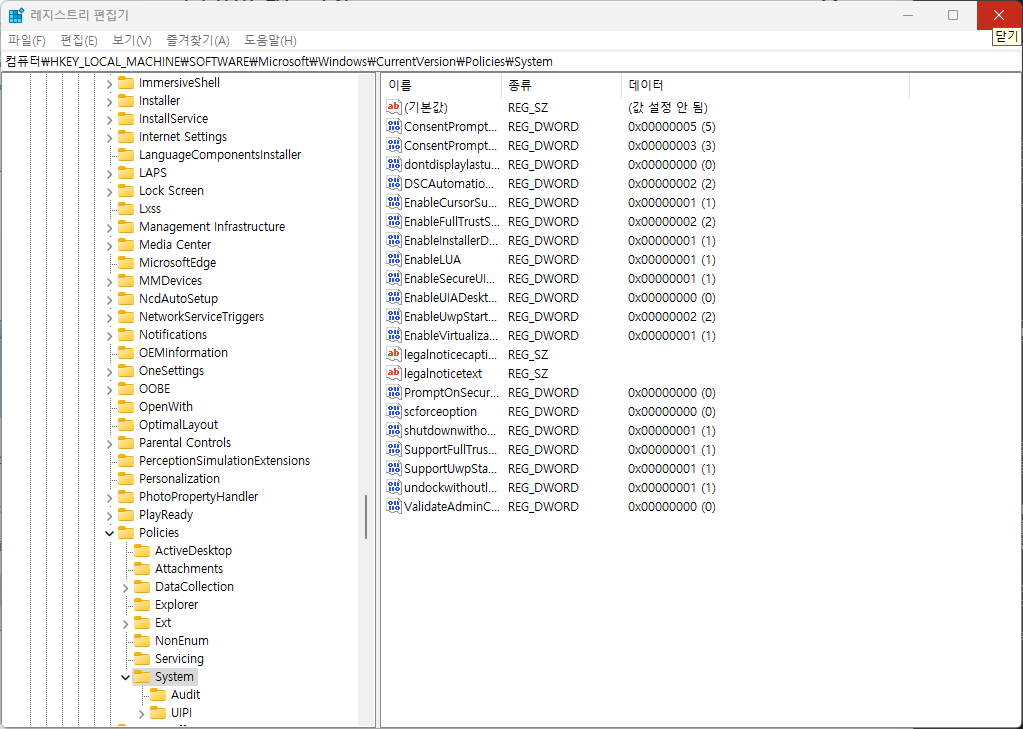 레지스트리 편집기
닫기
파일(F) 편집(E) 보기(V) 즐겨찾기(A) 도움말(H)
컴퓨터₩HKEY_LOCAL_MACHINE₩SOFTWARE₩Microsoft₩Windows₩CurrentVersion₩Policies₩System
ImmersiveShell
Installer
InstallService
Internet Settings
LanguageComponentsInstaller
LAPS
Lock Screen
Lxss
Management Infrastructure
Media Center
MicrosoftEdge
MMDevices
NcdAutoSetup
NetworkServiceTriggers
Notifications
OEMInformation
OneSettings
OOBE
OpenWith
OptimalLayout
Parental Controls
PerceptionSimulationExtensions
Personalization
PhotoPropertyHandler
PlayReady
Policies
ActiveDesktop
Attachments
DataCollection
Explorer
Ext
NonEnum
Servicing
System
Audit
UIPI
이름 종류 데이터
(기본값) REG_SZ (값 설정 안 됨)
ConsentPrompt... REG_DWORD 0x00000005 (5)
ConsentPrompt... REG_DWORD 0x00000003 (3)
dontdisplaylastu... REG_DWORD 0x00000000 (0)
DSCAutomatio... REG_DWORD 0x00000002 (2)
EnableCursorSu... REG_DWORD 0x00000001 (1)
EnableFullTrustS... REG_DWORD 0x00000002 (2)
EnableInstallerD... REG_DWORD 0x00000001 (1)
EnableLUA REG_DWORD 0x00000001 (1)
EnableSecureUI... REG_DWORD 0x00000001 (1)
EnableUIADeskt... REG_DWORD 0x00000000 (0)
EnableUwpStart... REG_DWORD 0x00000002 (2)
EnableVirtualiza... REG_DWORD 0x00000001 (1)
legalnoticecapti... REG_SZ
legalnoticetext REG_SZ
PromptOnSecur... REG_DWORD 0x00000000 (0)
scforceoption REG_DWORD 0x00000000 (0)
shutdownwitho... REG_DWORD 0x00000001 (1)
SupportFullTrus... REG_DWORD 0x00000001 (1)
SupportUwpSta... REG_DWORD 0x00000001 (1)
undockwithoutl... REG_DWORD 0x00000001 (1)
ValidateAdminC... REG_DWORD 0x00000000 (0)